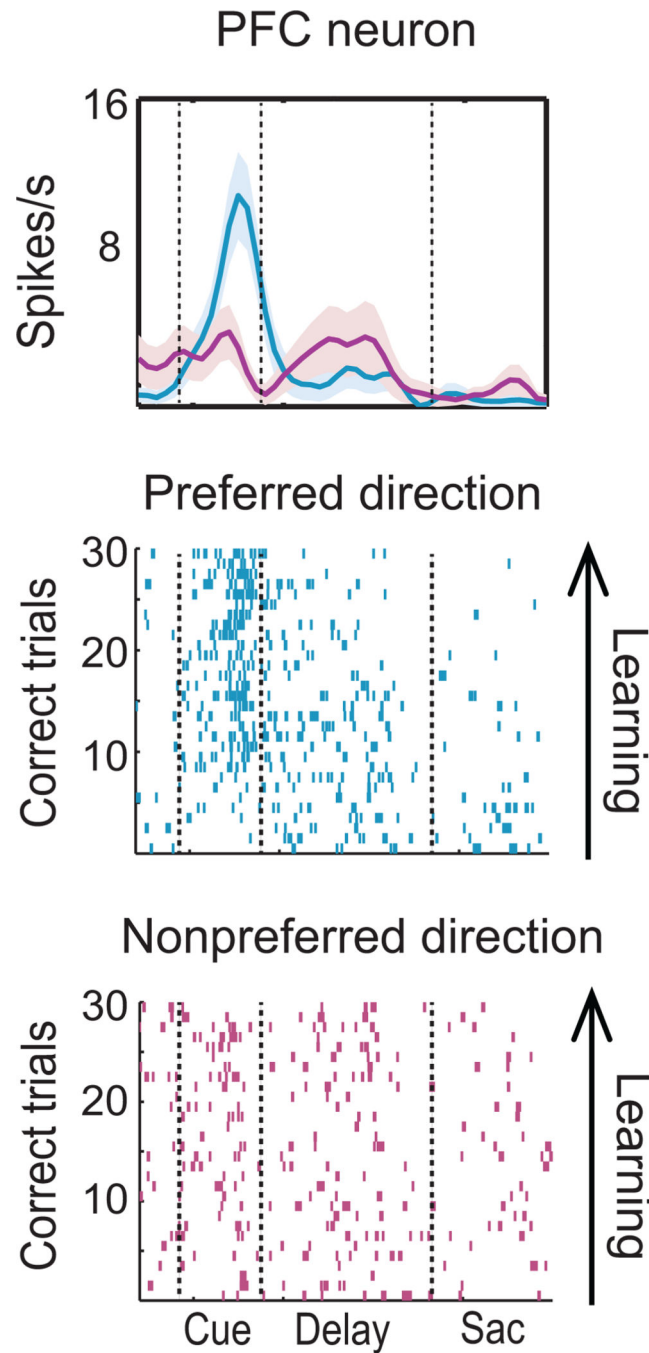 PFC neuron
16
8
Spikes/s
Preferred direction
30
20
10
Correct trials
Learning
Nonpreferred direction
30
20
10
Correct trials
Learning
Cue Delay Sac